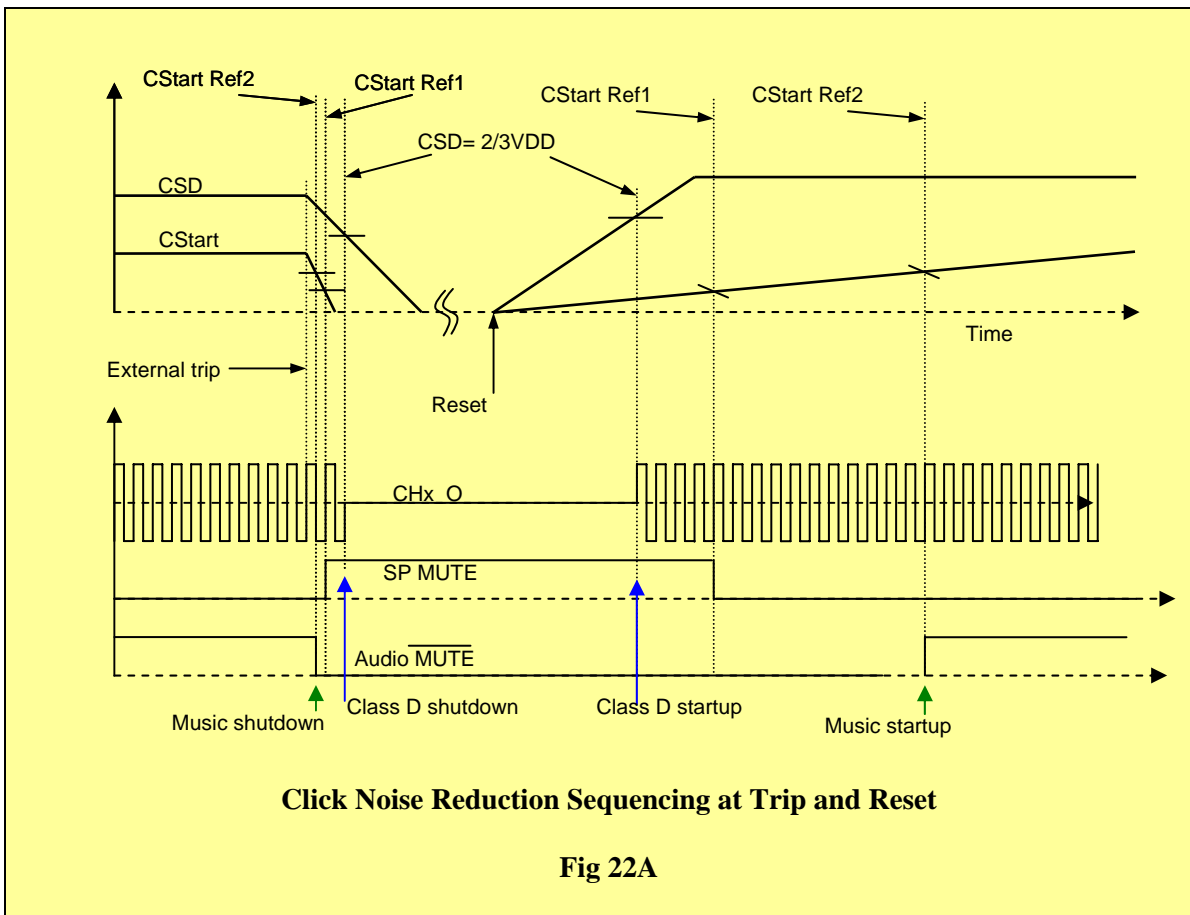 CStart Ref2
CStart Ref1
CStart Ref1
CStart Ref2
CSD= 2/3VDD
CSD
CStart
Time
External trip
Reset
CHx_O
SP MUTE
Audio MUTE
Music shutdown
Class D shutdown
Class D startup
Music startup
Click Noise Reduction Sequencing at Trip and Reset
Fig 22A